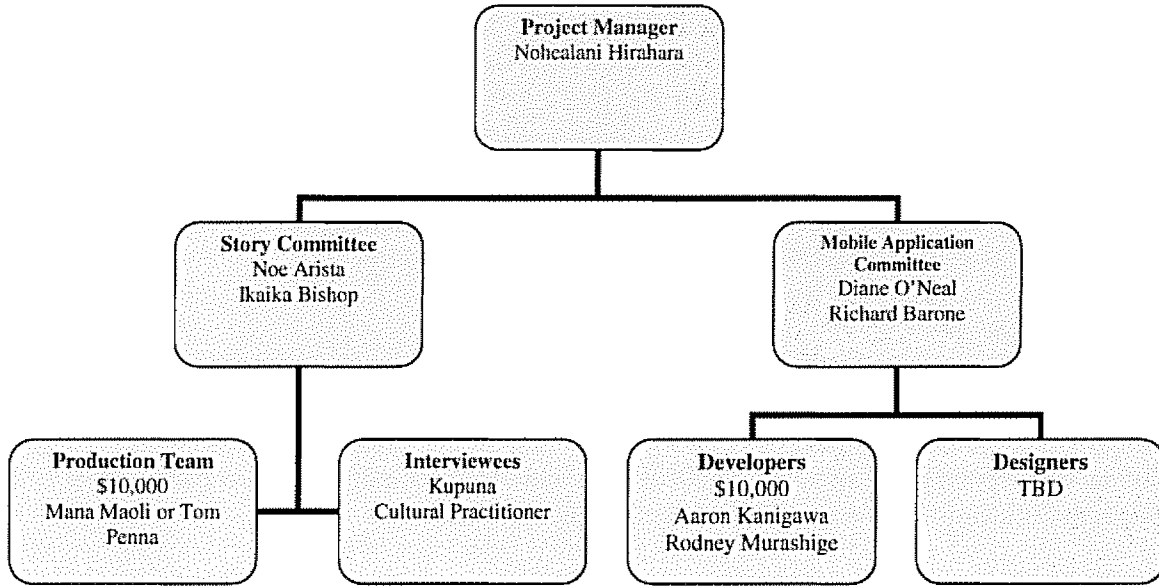 Project Manager
Nohealani Hirahara
Story Committee
Noe Arista
Ikaika Bishop
Mobile Application
Committee
Diane O'Neal
Richard Barone
Production Team
$10,000
Mana Maoli or Tom
Penna
Interviewees
Kupuna
Cultural Practitioner
Developers
$10,000
Aaron Kanigawa
Rodney Murashige
Designers
TBD